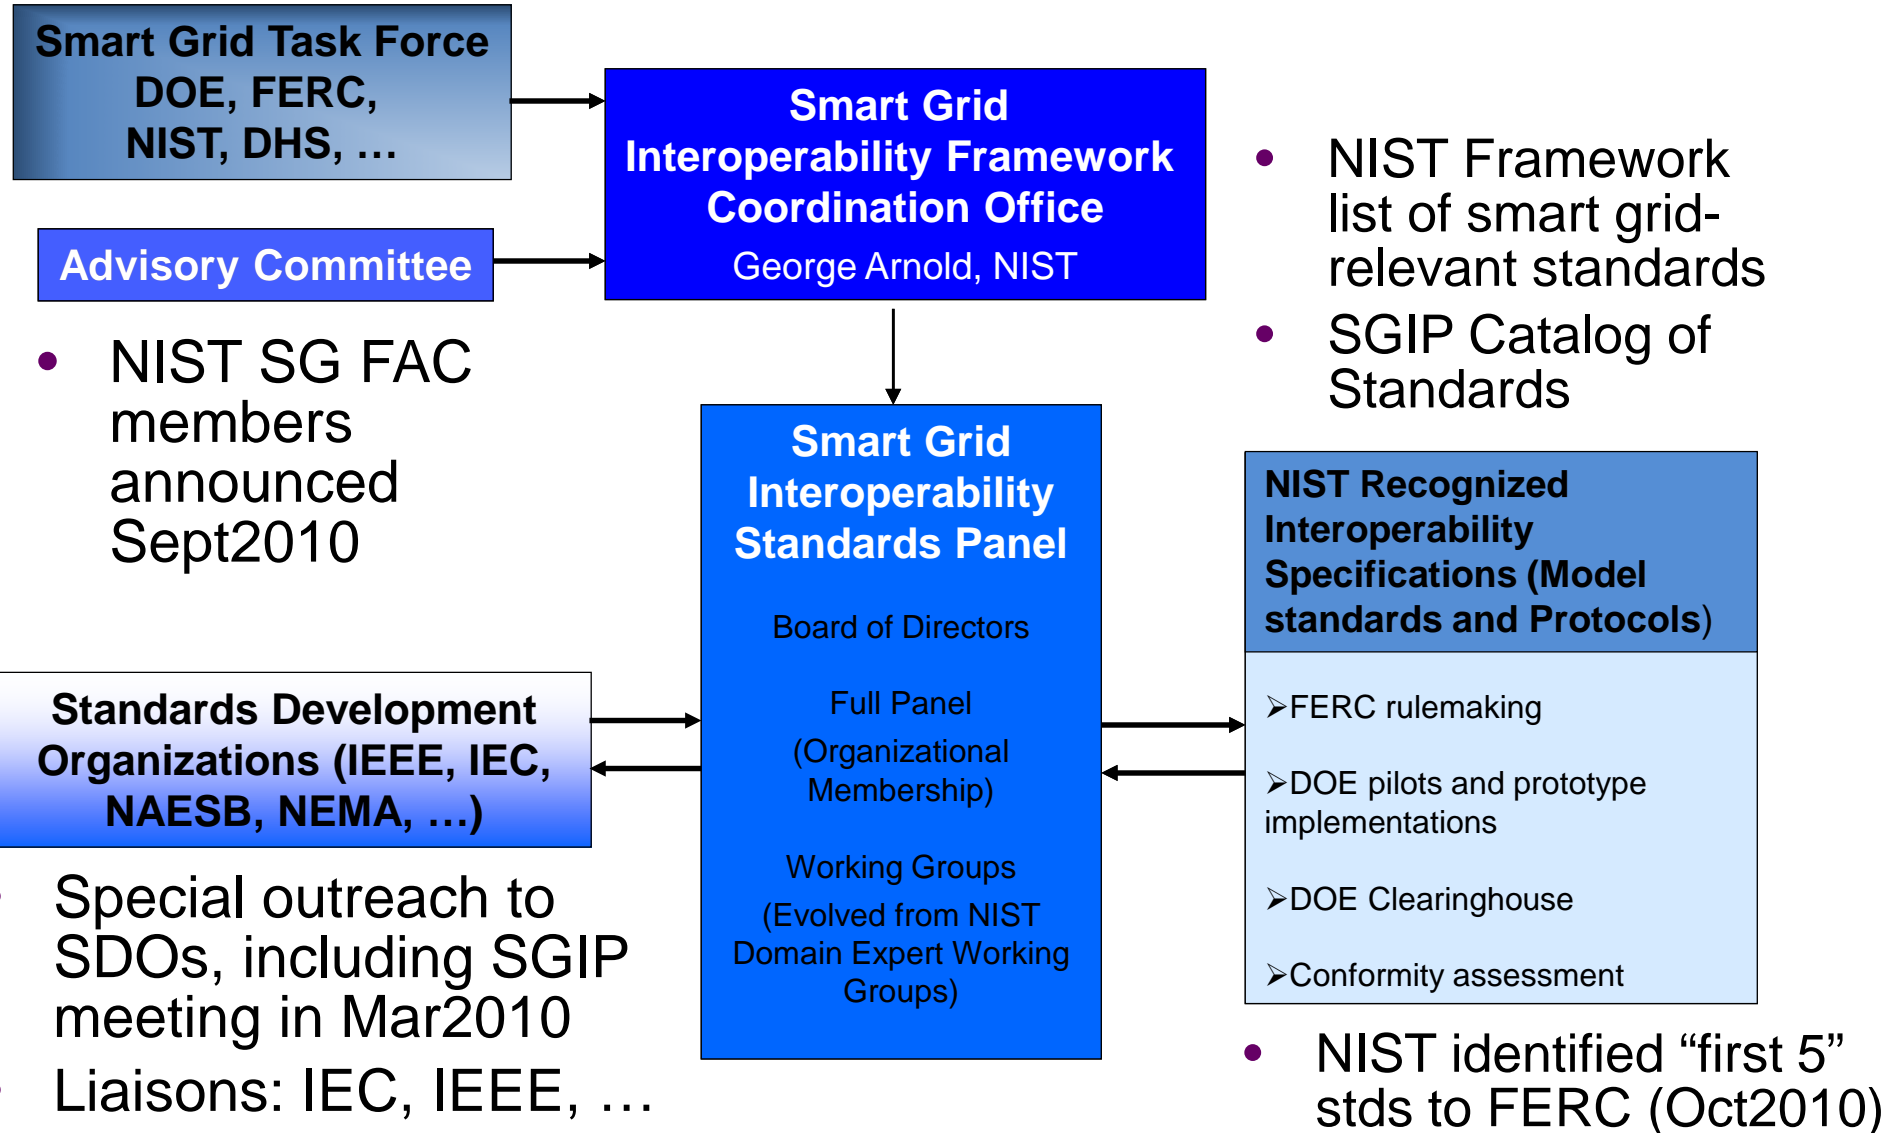 Smart Grid Task Force
DOE, FERC,
NIST, DHS, …
Advisory Committee
• NIST SG FAC
members
announced
Sept2010
Smart Grid
Interoperability Framework
Coordination Office
George Arnold, NIST
• NIST Framework
list of smart grid-
relevant standards
• SGIP Catalog of
Standards
Smart Grid
Interoperability
Standards Panel
Board of Directors
Full Panel
(Organizational
Membership)
Working Groups
(Evolved from NIST
Domain Expert Working
Groups)
Standards Development
Organizations (IEEE, IEC,
NAESB, NEMA, …)
• Special outreach to
SDOs, including SGIP
meeting in Mar2010
• Liaisons: IEC, IEEE, …
NIST Recognized
Interoperability
Specifications (Model
standards and Protocols)
➢FERC rulemaking
➢DOE pilots and prototype
implementations
➢DOE Clearinghouse
➢Conformity assessment
• NIST identified “first 5”
stds to FERC (Oct2010)